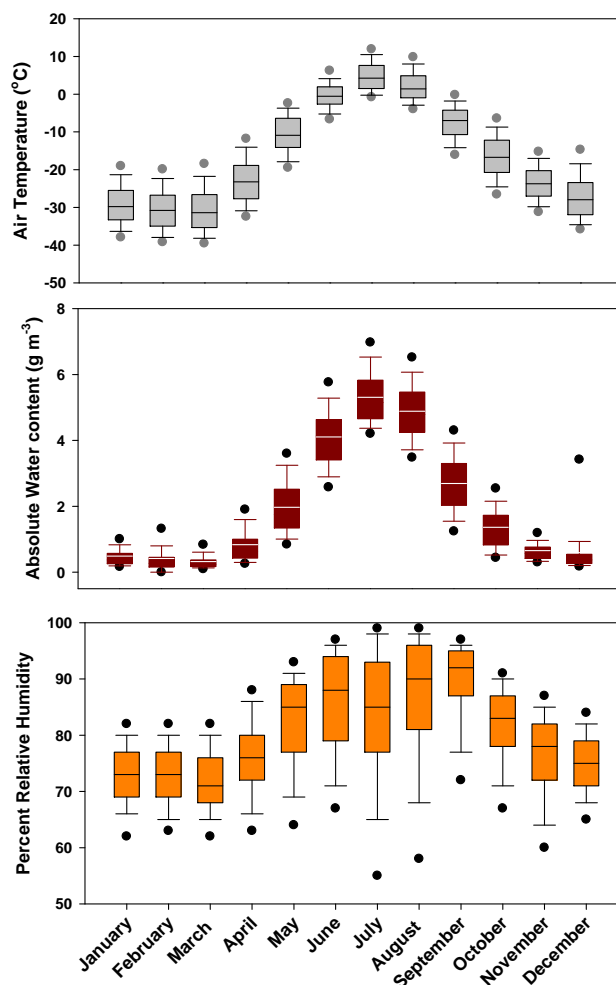 Air Temperature (°C)
20
10
0
-10
-20
-30
-40
-50
Absolute Water content (g m⁻³)
8
6
4
2
0
Percent Relative Humidity
100
90
80
70
60
50
January
February
March
April
May
June
July
August
September
October
November
December